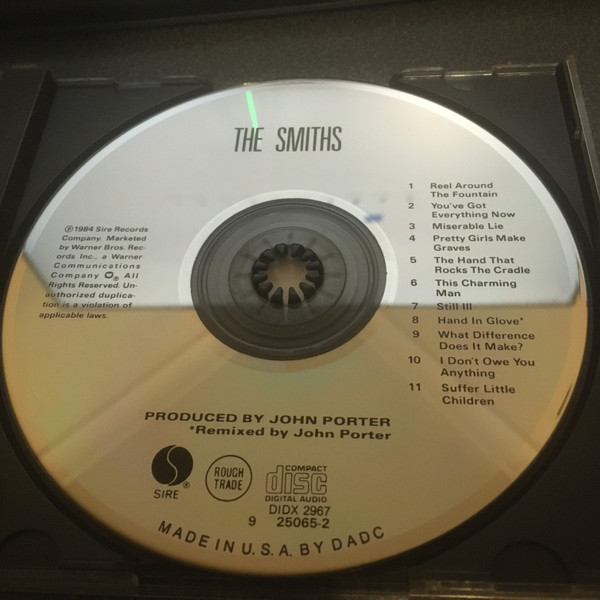 THE SMITHS
℗1984 Sire Records
Company. Marketed
by Warner Bros. Rec-
ords Inc., a Warner
Communications
Company. All
Rights Reserved. Un-
authorized duplica-
tion is a violation of
applicable laws.
1 Reel Around
The Fountain
2 You've Got
Everything Now
3 Miserable Lie
4 Pretty Girls Make
Graves
5 The Hand That
Rocks The Cradle
6 This Charming
Man
7 Still Ill
8 Hand In Glove*
9 What Difference
Does It Make?
10 I Don't Owe You
Anything
11 Suffer Little
Children
PRODUCED BY JOHN PORTER
*Remixed by John Porter
SIRE®
ROUGH
TRADE
COMPACT
disc
DIGITAL AUDIO
DIDX 2967
9 25065-2
MADE IN U.S.A. BY DADC